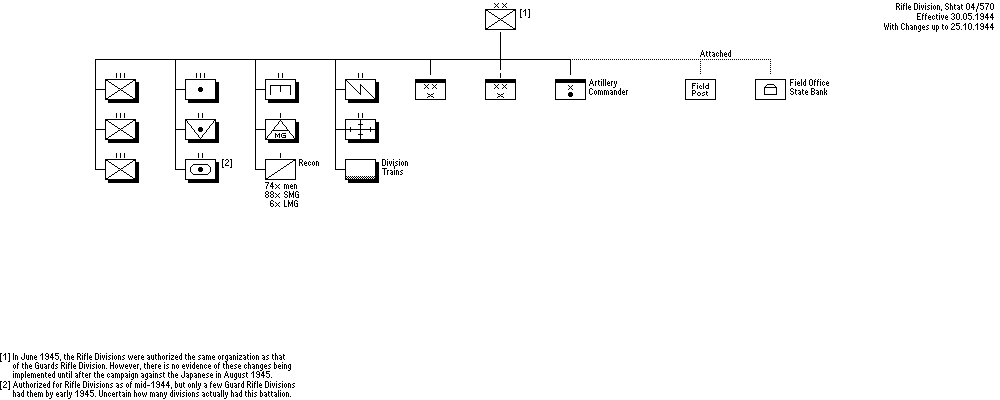 Rifle Division, Shtat 04/570
Effective 30.05.1944
With Changes up to 25.10.1944
[1]
Attached
Artillery
Commander
Field
Post
Field Office
State Bank
MG
[2]
Recon
74x men
88x SMG
6x LMG
Division
Trains
[1] In June 1945, the Rifle Divisions were authorized the same organization as that
of the Guards Rifle Division. However, there is no evidence of these changes being
implemented until after the campaign against the Japanese in August 1945.
[2] Authorized for Rifle Divisions as of mid-1944, but only a few Guard Rifle Divisions
had them by early 1945. Uncertain how many divisions actually had this battalion.